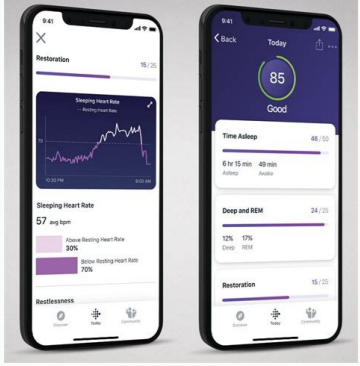 9:41
Restoration 15/25
Sleeping Heart Rate
Resting Heart Rate
10:30 PM 9:00 AM
Sleeping Heart Rate
57 avg bpm
Above Resting Heart Rate
30%
Below Resting Heart Rate
70%
Restlessness
Discover Today Community
9:41
Back Today
85
Good
Time Asleep 46/50
6 hr 15 min 49 min
Asleep Awake
Deep and REM 24/25
12% 17%
Deep REM
Restoration 15/25
Discover Today Community